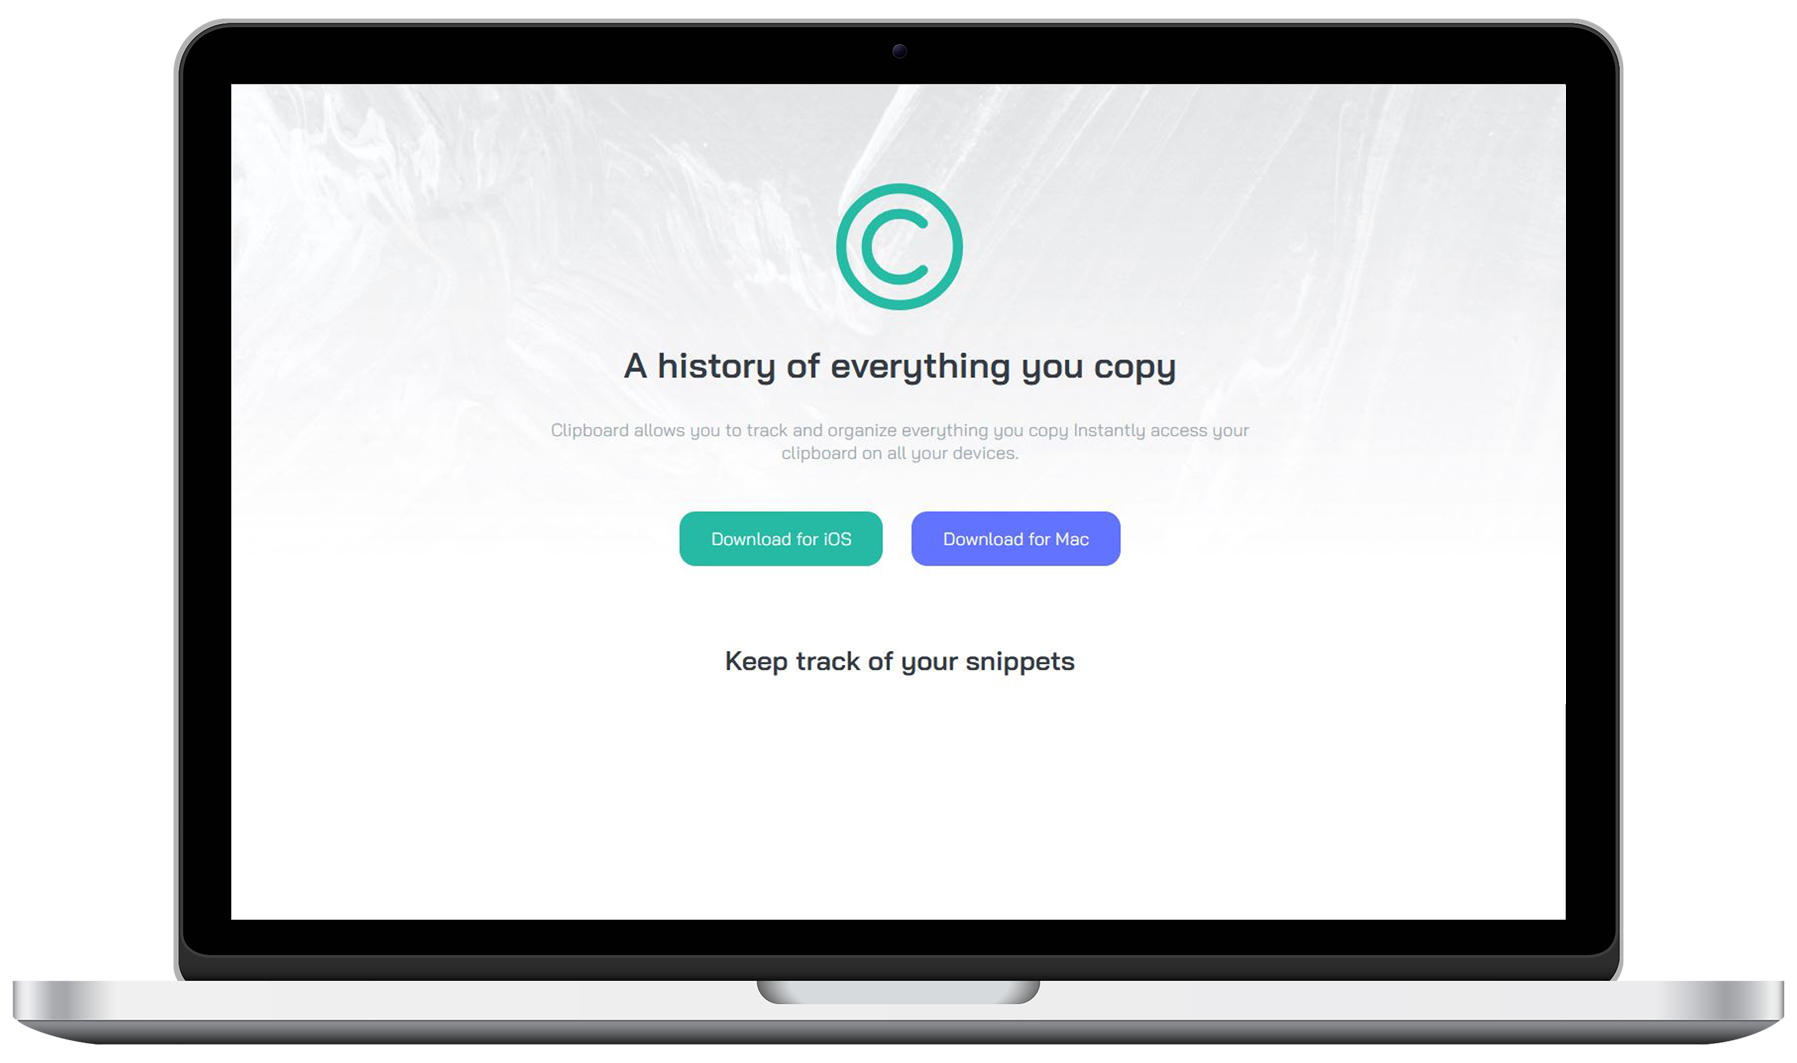 A history of everything you copy
Clipboard allows you to track and organize everything you copy Instantly access your
clipboard on all your devices.
Download for iOS
Download for Mac
Keep track of your snippets